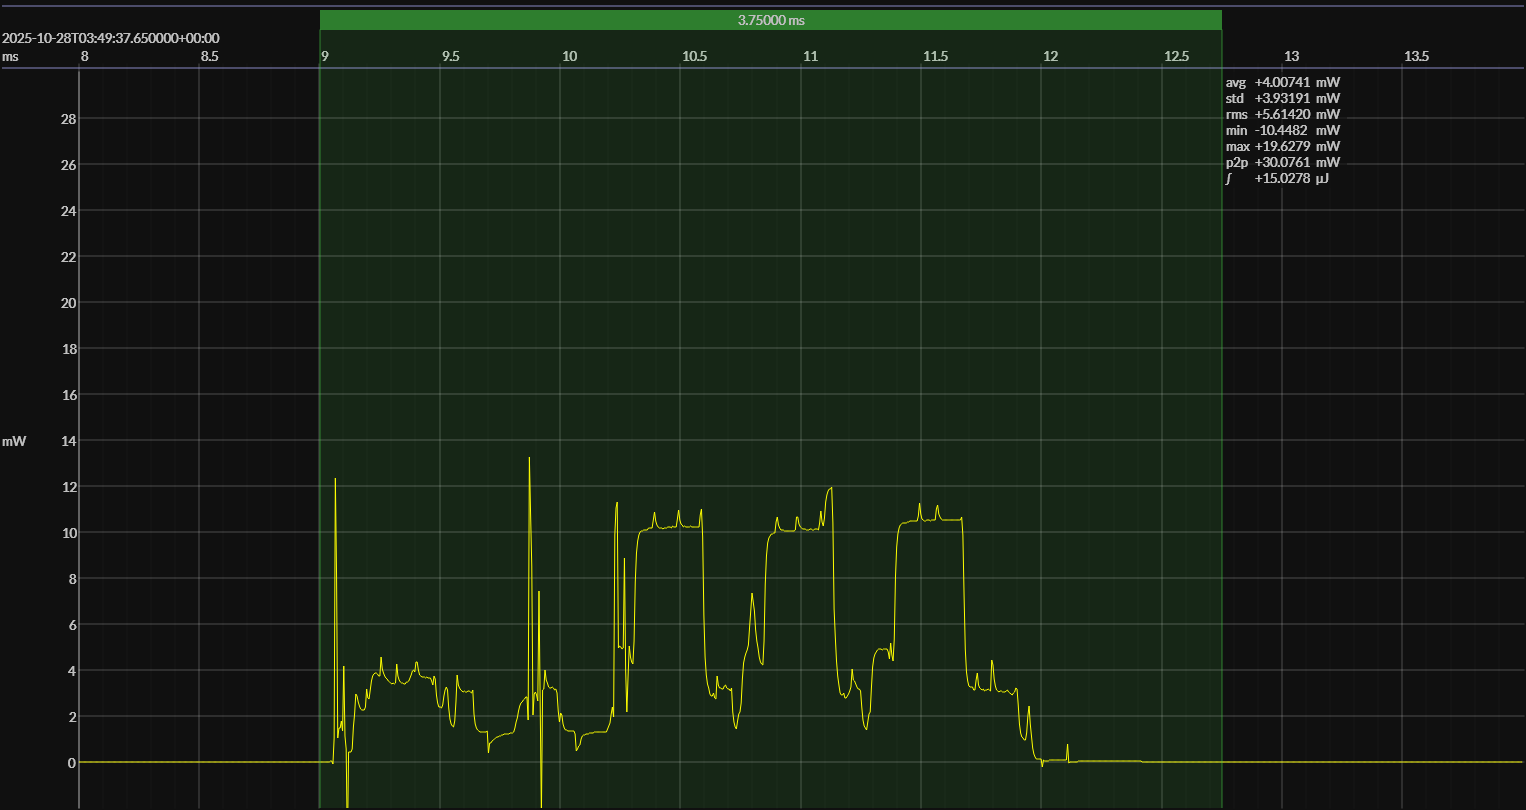 3.75000 ms
2025-10-28T03:49:37.650000+00:00
ms 8 8.5 9 9.5 10 10.5 11 11.5 12 12.5 13 13.5
avg +4.00741 mW
std +3.93191 mW
rms +5.61420 mW
min -10.4482 mW
max +19.6279 mW
p2p +30.0761 mW
∫ +15.0278 µJ
28
26
24
22
20
18
16
mW 14
12
10
8
6
4
2
0